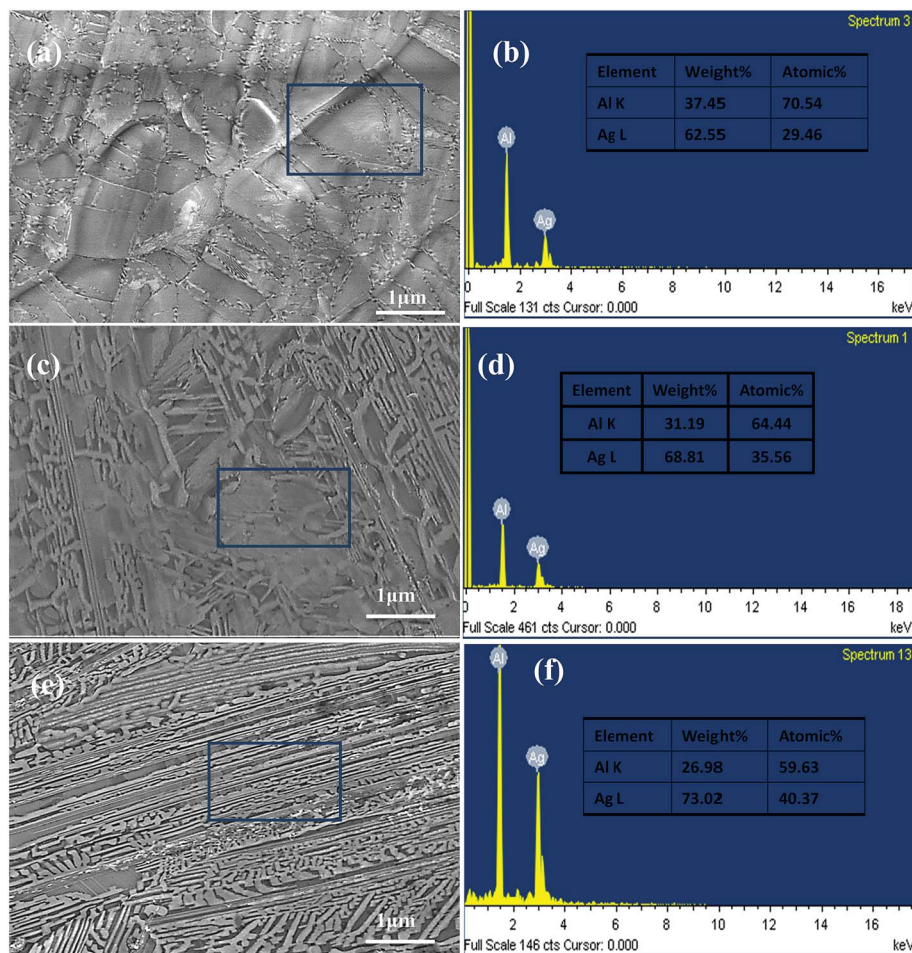 (a)
1μm
(b)
Spectrum 3
Element Weight% Atomic%
Al K 37.45 70.54
Ag L 62.55 29.46
Al
Ag
2 4 6 8 10 12 14 16
Full Scale 131 cts Cursor: 0.000 keV
(c)
1μm
(d)
Spectrum 1
Element Weight% Atomic%
Al K 31.19 64.44
Ag L 68.81 35.56
Al
Ag
2 4 6 8 10 12 14 16 18
Full Scale 461 cts Cursor: 0.000 keV
(e)
1μm
(f)
Spectrum 13
Element Weight% Atomic%
Al K 26.98 59.63
Ag L 73.02 40.37
Al
Ag
2 4 6 8 10 12 14 16
Full Scale 146 cts Cursor: 0.000 keV